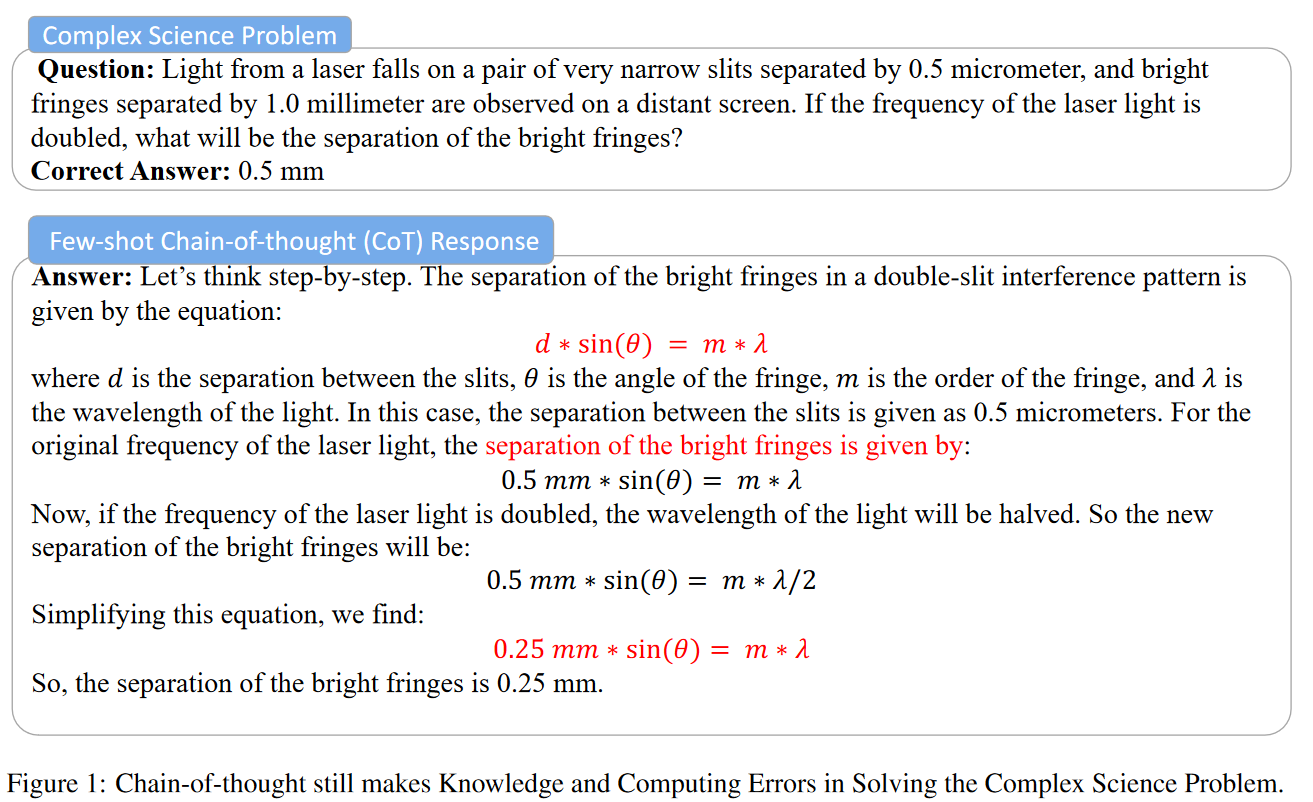 Complex Science Problem
Question: Light from a laser falls on a pair of very narrow slits separated by 0.5 micrometer, and bright
fringes separated by 1.0 millimeter are observed on a distant screen. If the frequency of the laser light is
doubled, what will be the separation of the bright fringes?
Correct Answer: 0.5 mm
Few-shot Chain-of-thought (CoT) Response
Answer: Let’s think step-by-step. The separation of the bright fringes in a double-slit interference pattern is
given by the equation:
d ∗ sin(θ) = m ∗ λ
where d is the separation between the slits, θ is the angle of the fringe, m is the order of the fringe, and λ is
the wavelength of the light. In this case, the separation between the slits is given as 0.5 micrometers. For the
original frequency of the laser light, the separation of the bright fringes is given by:
0.5 mm ∗ sin(θ) = m ∗ λ
Now, if the frequency of the laser light is doubled, the wavelength of the light will be halved. So the new
separation of the bright fringes will be:
0.5 mm ∗ sin(θ) = m ∗ λ/2
Simplifying this equation, we find:
0.25 mm ∗ sin(θ) = m ∗ λ
So, the separation of the bright fringes is 0.25 mm.
Figure 1: Chain-of-thought still makes Knowledge and Computing Errors in Solving the Complex Science Problem.